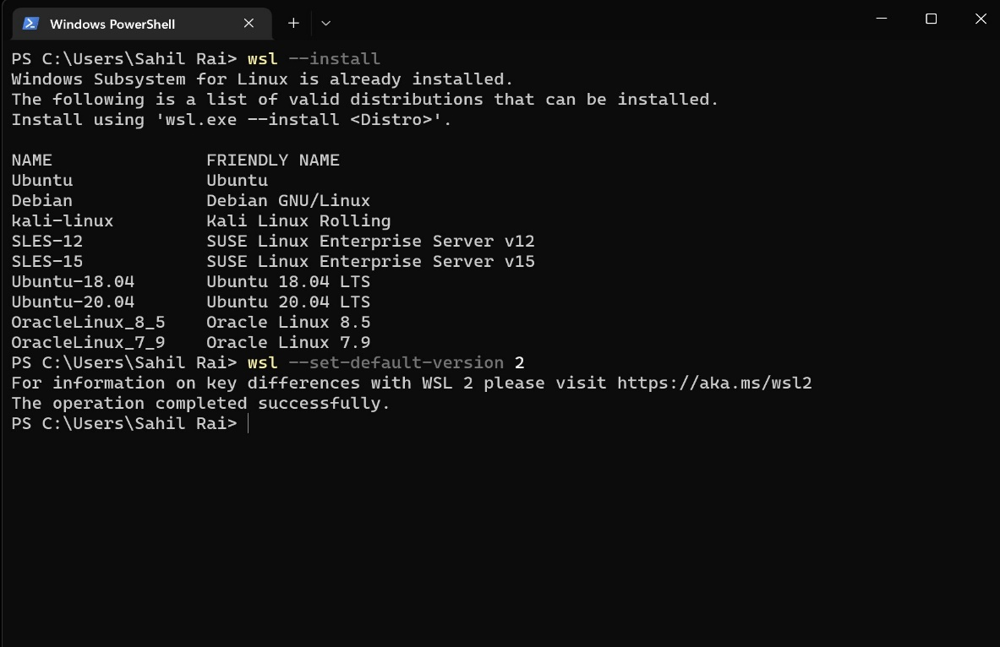 Windows PowerShell
PS C:\Users\Sahil Rai> wsl --install
Windows Subsystem for Linux is already installed.
The following is a list of valid distributions that can be installed.
Install using 'wsl.exe --install <Distro>'.
NAME            FRIENDLY NAME
Ubuntu          Ubuntu
Debian          Debian GNU/Linux
kali-linux      Kali Linux Rolling
SLES-12         SUSE Linux Enterprise Server v12
SLES-15         SUSE Linux Enterprise Server v15
Ubuntu-18.04    Ubuntu 18.04 LTS
Ubuntu-20.04    Ubuntu 20.04 LTS
OracleLinux_8_5    Oracle Linux 8.5
OracleLinux_7_9    Oracle Linux 7.9
PS C:\Users\Sahil Rai> wsl --set-default-version 2
For information on key differences with WSL 2 please visit https://aka.ms/wsl2
The operation completed successfully.
PS C:\Users\Sahil Rai>